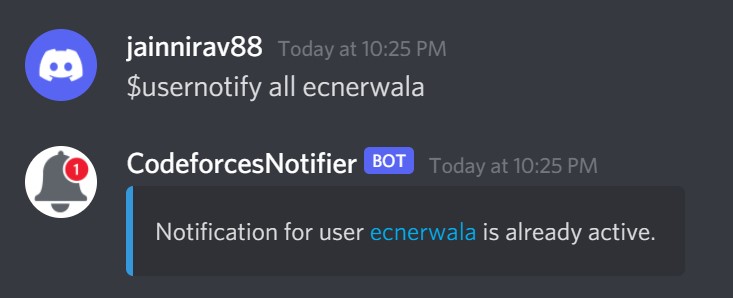 jainnirav88 Today at 10:25 PM
$usernotify all ecnerwala
1
CodeforcesNotifier BOT Today at 10:25 PM
Notification for user ecnerwala is already active.